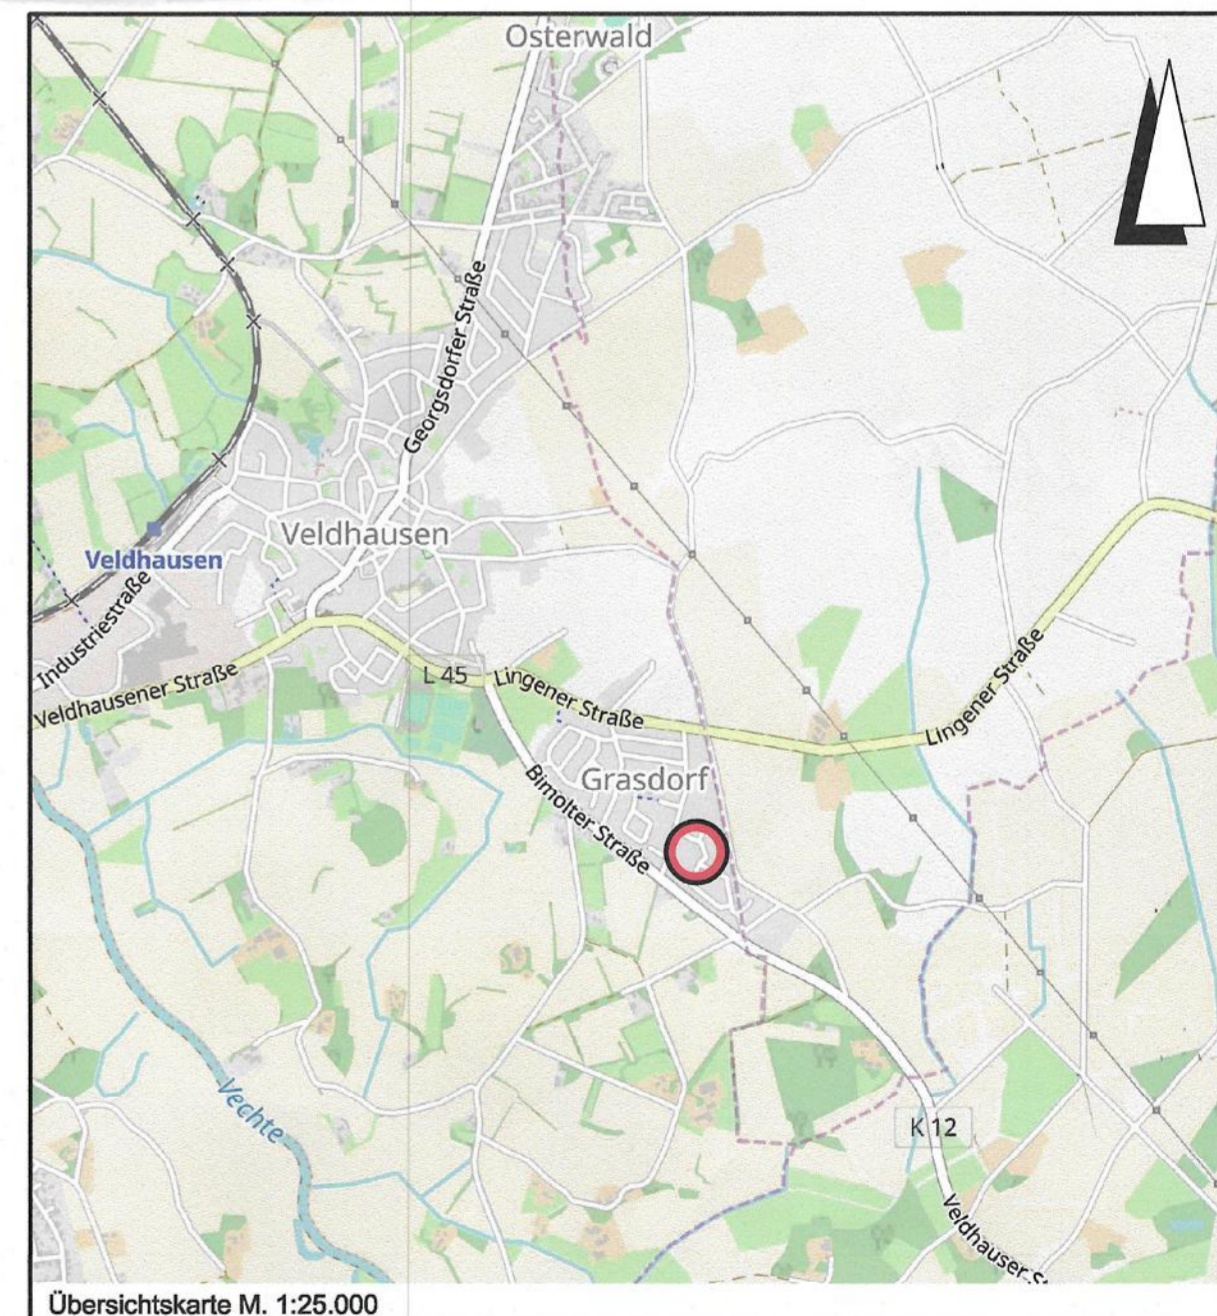 Osterwald
Georgsdorfer Straße
Veldhausen
Veldhausen
Industriestraße
Veldhausener Straße
L 45
Lingener Straße
Lingener Straße
Grasdorf
Bimolter Straße
Vechte
K 12
Veldhauser St
Übersichtskarte M. 1:25.000